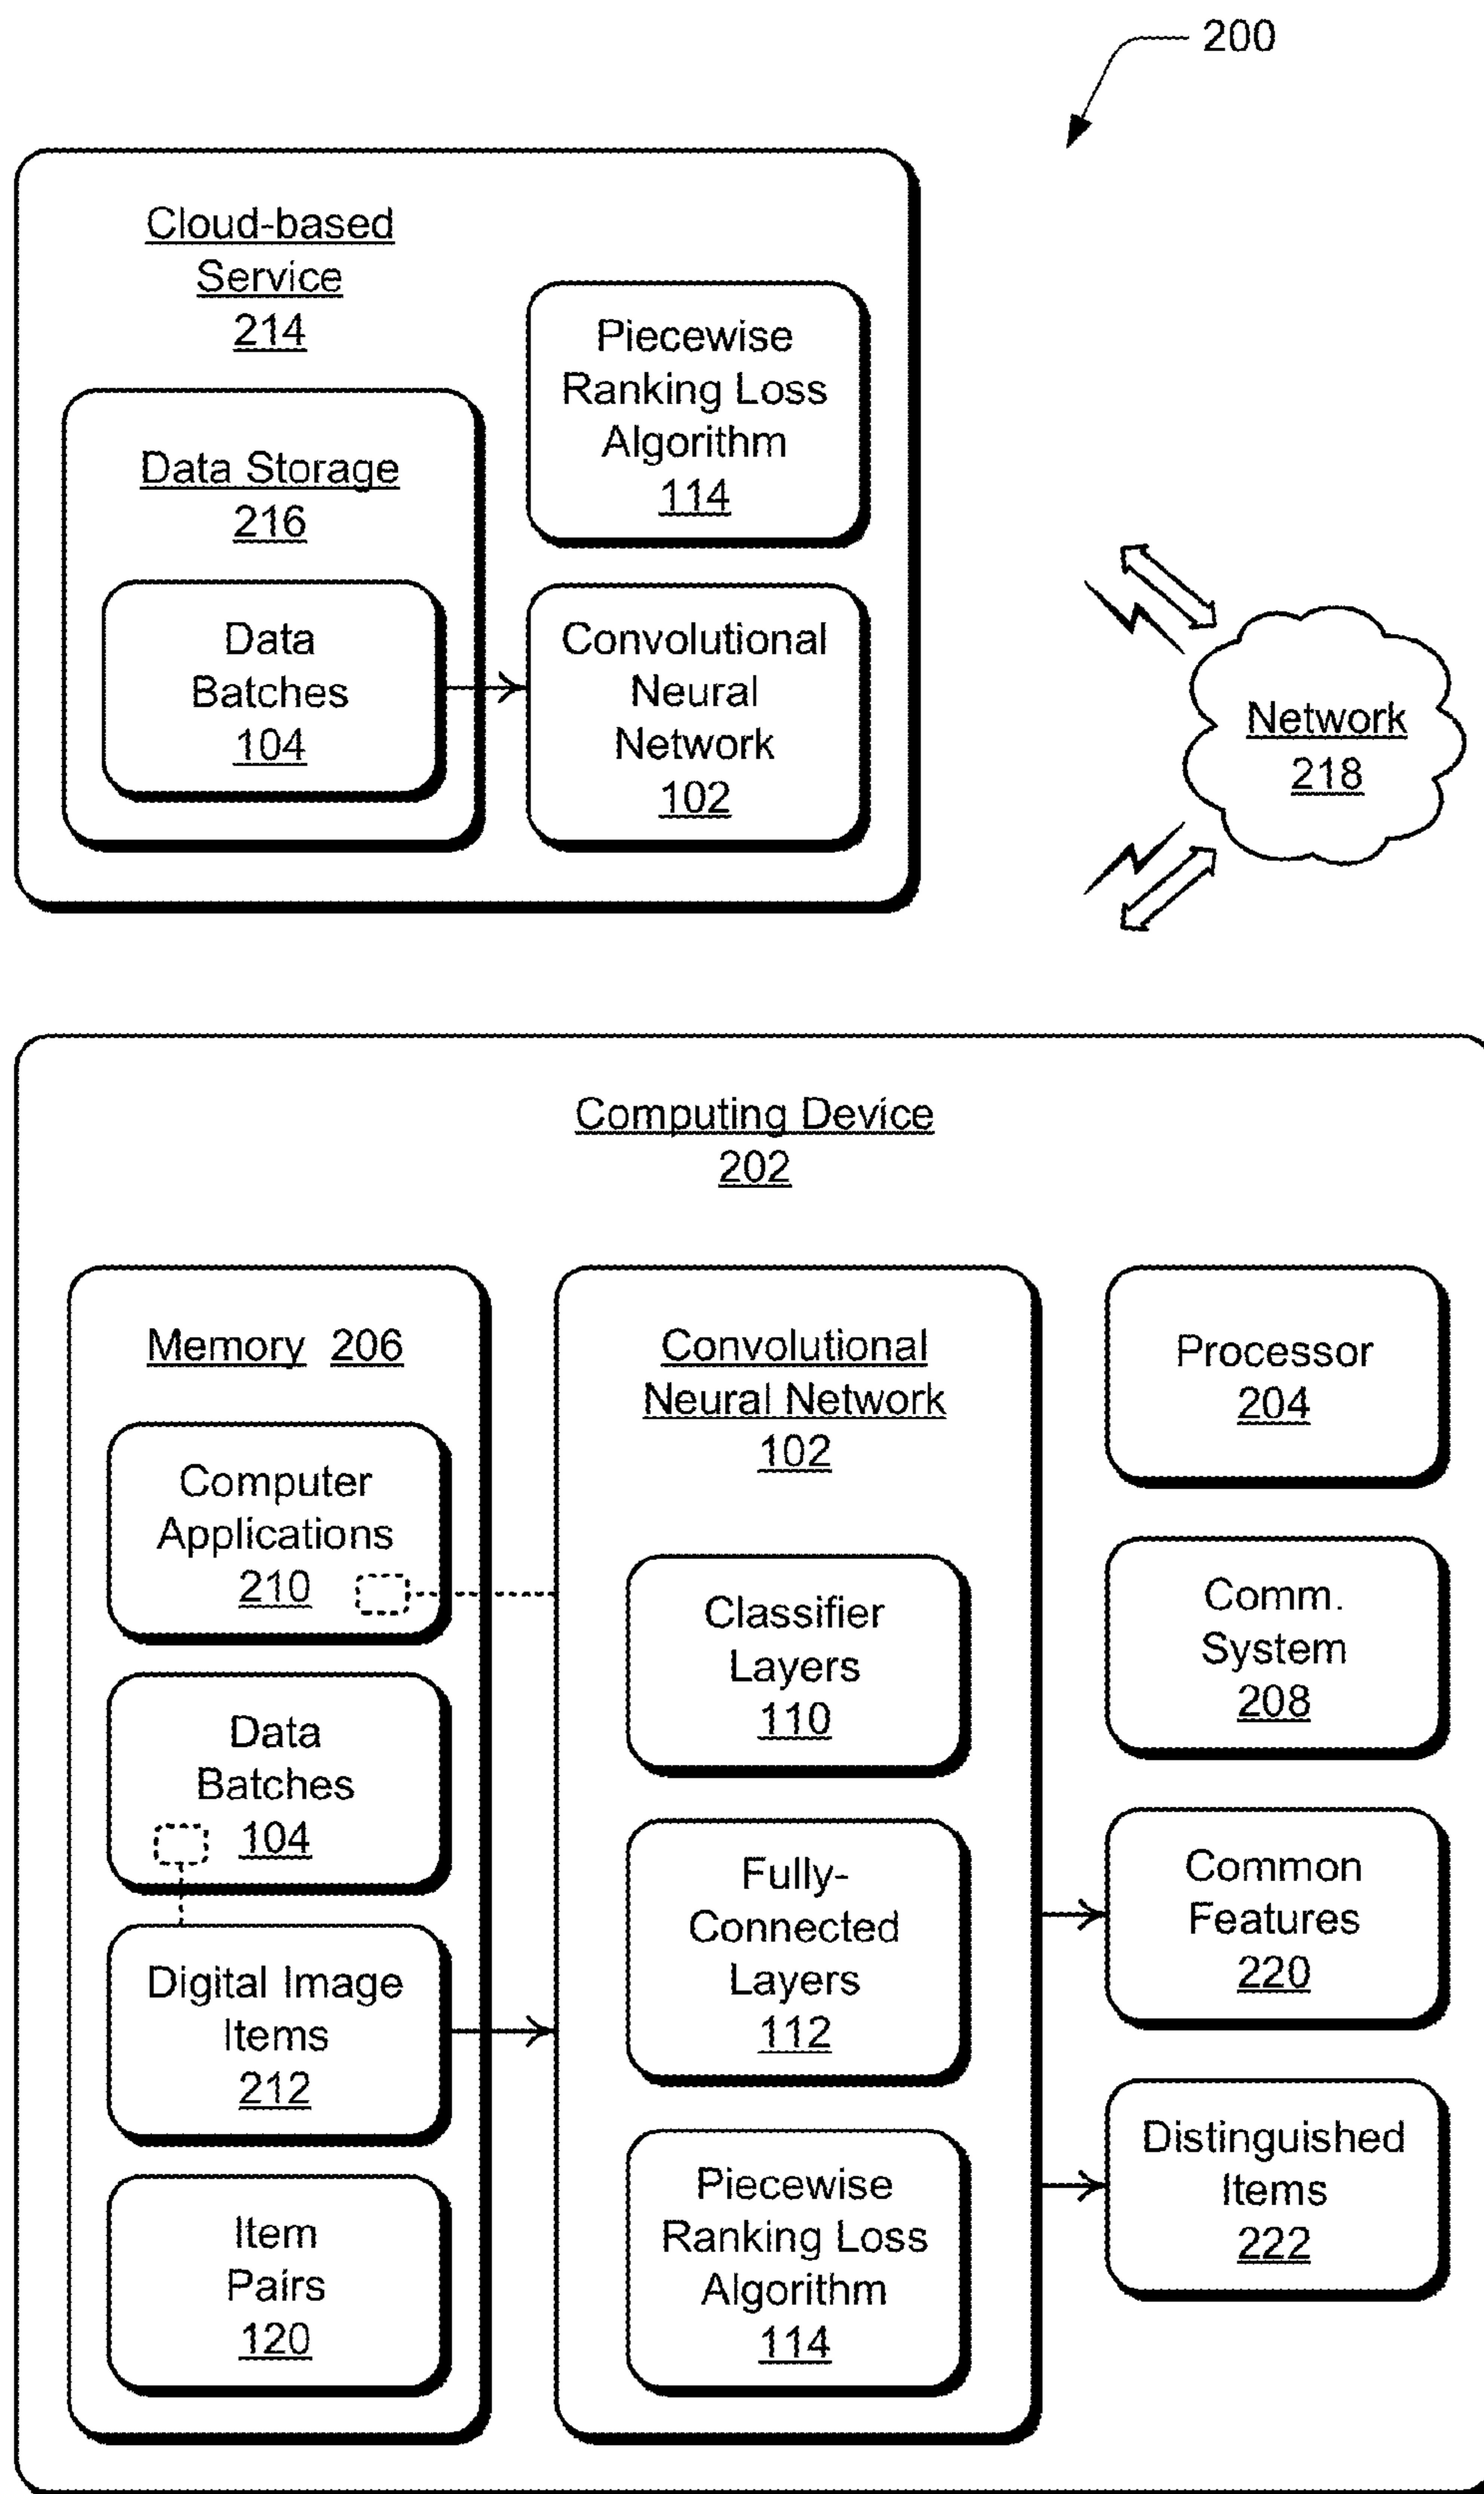 200
Cloud-based
Service
214
Data Storage
216
Data
Batches
104
Piecewise
Ranking Loss
Algorithm
114
Convolutional
Neural
Network
102
Network
218
Computing Device
202
Memory 206
Computer
Applications
210
Data
Batches
104
Digital Image
Items
212
Item
Pairs
120
Convolutional
Neural Network
102
Classifier
Layers
110
Fully-
Connected
Layers
112
Piecewise
Ranking Loss
Algorithm
114
Processor
204
Comm.
System
208
Common
Features
220
Distinguished
Items
222